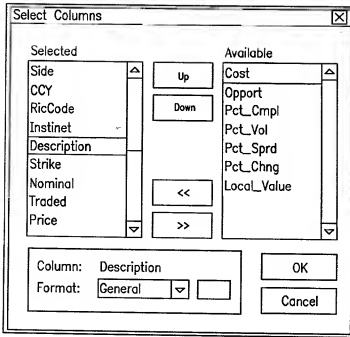 Select Columns
Selected
Side
CCY
RicCode
Instinet
Description
Strike
Nominal
Traded
Price
Up
Down
<<
>>
Available
Cost
Opport
Pct_Cmpl
Pct_Vol
Pct_Sprd
Pct_Chng
Local_Value
Column: Description
Format: General
OK
Cancel